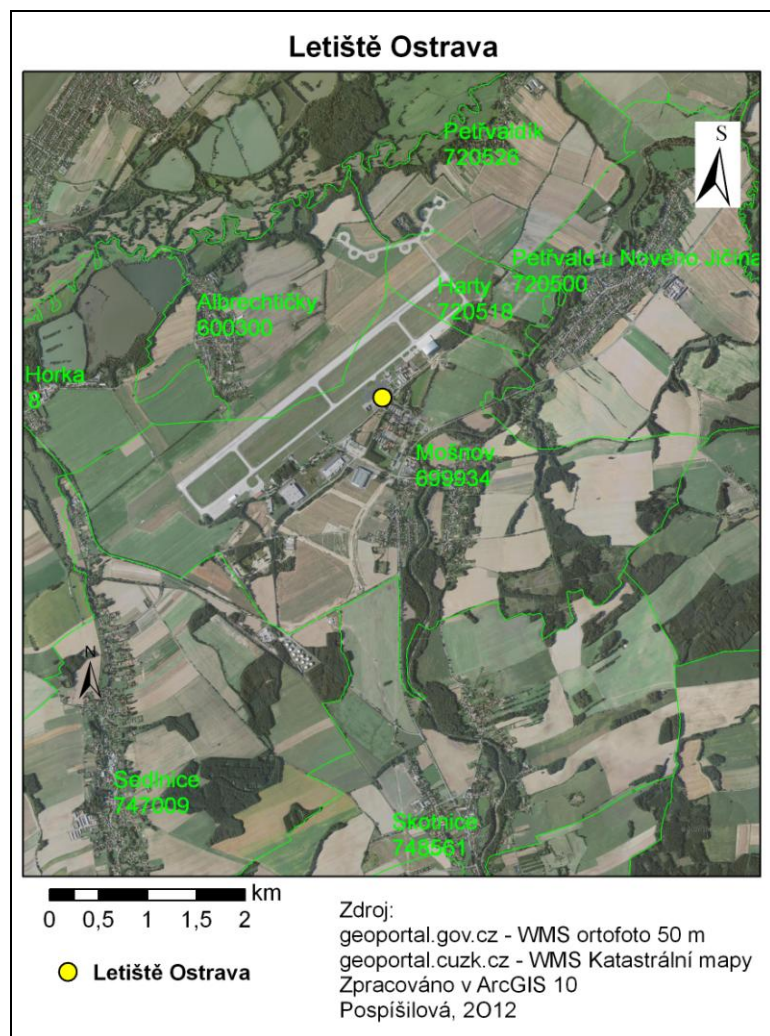 Letiště Ostrava
Petřvaldík
720526
S
Petřvald u Nového Jičína
720500
Harty
720518
Albrechtičky
600300
Horka
8
Mošnov
699934
N
Sedlnice
747009
Skotnice
748561
km
0 0,5 1 1,5 2
Letiště Ostrava
Zdroj:
geoportal.gov.cz - WMS ortofoto 50 m
geoportal.cuzk.cz - WMS Katastrální mapy
Zpracováno v ArcGIS 10
Pospíšilová, 2O12